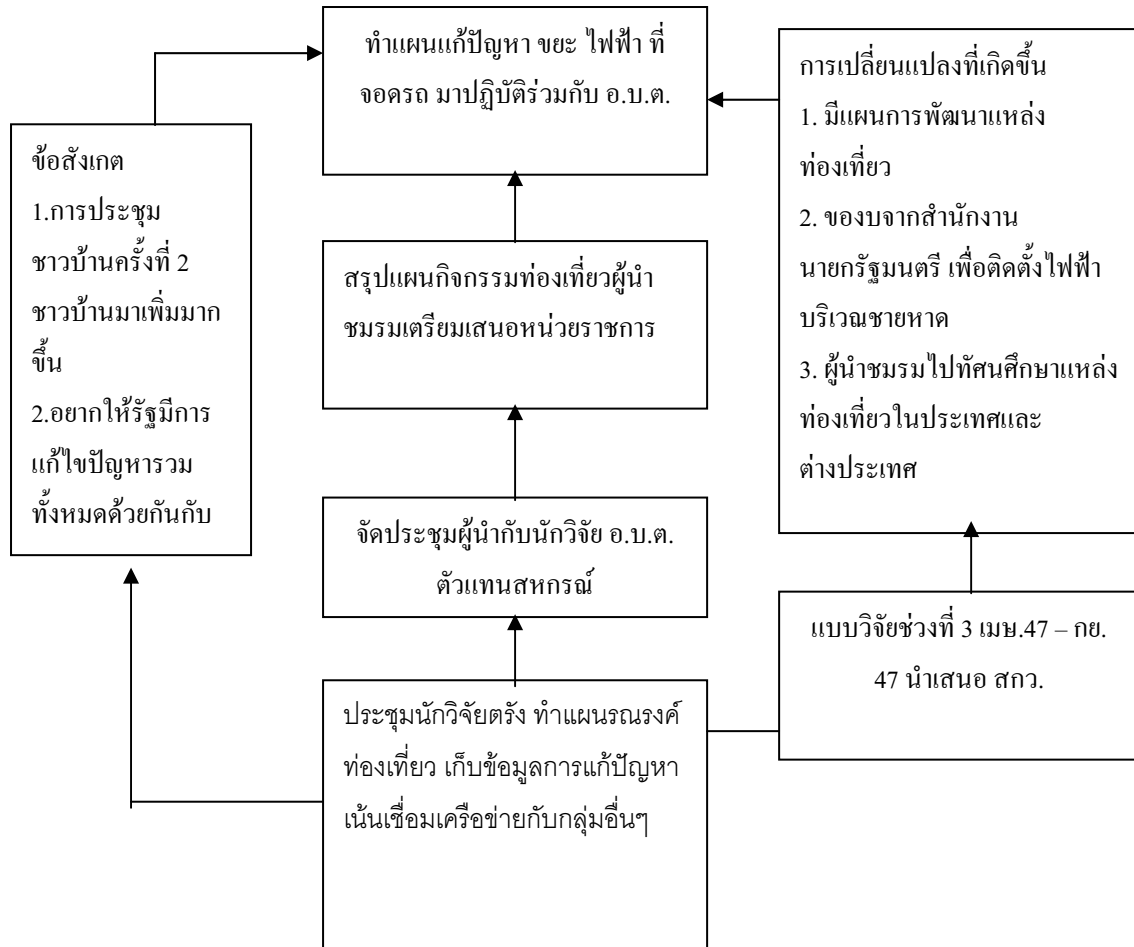 ทำแผนแก้ปัญหา ขยะ ไฟฟ้า ที่
จอดรถ มาปฏิบัติร่วมกับ อ.บ.ต.
การเปลี่ยนแปลงที่เกิดขึ้น
1. มีแผนการพัฒนาแหล่ง
ท่องเที่ยว
2. ของบจากสำนักงาน
นายกรัฐมนตรี เพื่อติดตั้งไฟฟ้า
บริเวณชายหาด
3. ผู้นำชมรมไปทัศนศึกษาแหล่ง
ท่องเที่ยวในประเทศและ
ต่างประเทศ
ข้อสังเกต
1.การประชุม
ชาวบ้านครั้งที่ 2
ชาวบ้านมาเพิ่มมาก
ขึ้น
2.อยากให้รัฐมีการ
แก้ไขปัญหารวม
ทั้งหมดด้วยกันกับ
สรุปแผนกิจกรรมท่องเที่ยวผู้นำ
ชมรมเตรียมเสนอหน่วยราชการ
จัดประชุมผู้นำกับนักวิจัย อ.บ.ต.
ตัวแทนสหกรณ์
แบบวิจัยช่วงที่ 3 เมษ.47 – กย.
47 นำเสนอ สกว.
ประชุมนักวิจัยตรัง ทำแผนรณรงค์
ท่องเที่ยว เก็บข้อมูลการแก้ปัญหา
เน้นเชื่อมเครือข่ายกับกลุ่มอื่นๆ